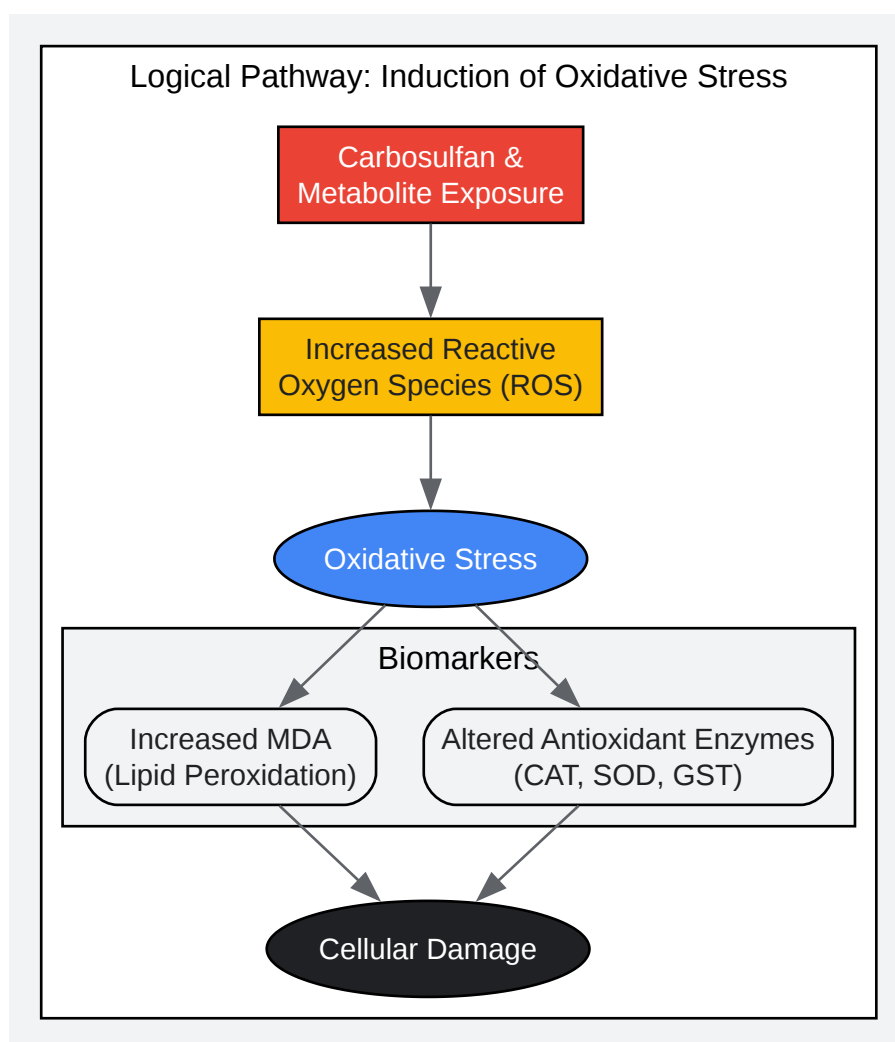 Logical Pathway: Induction of Oxidative Stress
Carbosulfan &
Metabolite Exposure
Increased Reactive
Oxygen Species (ROS)
Oxidative Stress
Biomarkers
Increased MDA
(Lipid Peroxidation)
Altered Antioxidant Enzymes
(CAT, SOD, GST)
Cellular Damage